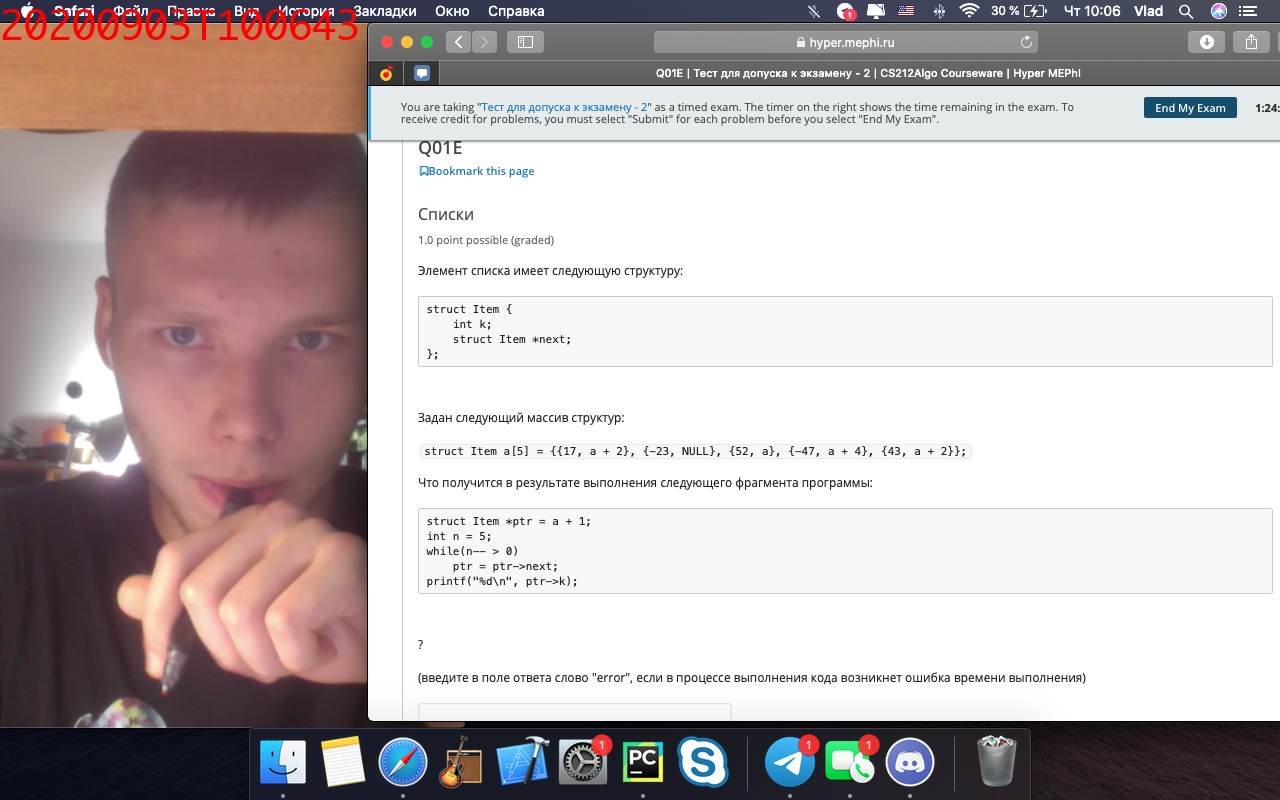 20200903T100643
Safari Файл Правка Вид История Закладки Окно Справка
1
30 % Чт 10:06 Vlad
hyper.mephi.ru
Q01E | Тест для допуска к экзамену - 2 | CS212Algo Courseware | Hyper MEPhI
You are taking "Тест для допуска к экзамену - 2" as a timed exam. The timer on the right shows the time remaining in the exam. To
receive credit for problems, you must select "Submit" for each problem before you select "End My Exam".
End My Exam
1:24:
Q01E
Bookmark this page
Списки
1.0 point possible (graded)
Элемент списка имеет следующую структуру:
struct Item {
int k;
struct Item *next;
};
Задан следующий массив структур:
struct Item a[5] = {{17, a + 2}, {-23, NULL}, {52, a}, {-47, a + 4}, {43, a + 2}};
Что получится в результате выполнения следующего фрагмента программы:
struct Item *ptr = a + 1;
int n = 5;
while(n-- > 0)
ptr = ptr->next;
printf("%d\n", ptr->k);
?
(введите в поле ответа слово "error", если в процессе выполнения кода возникнет ошибка времени выполнения)
1
PC
1
1